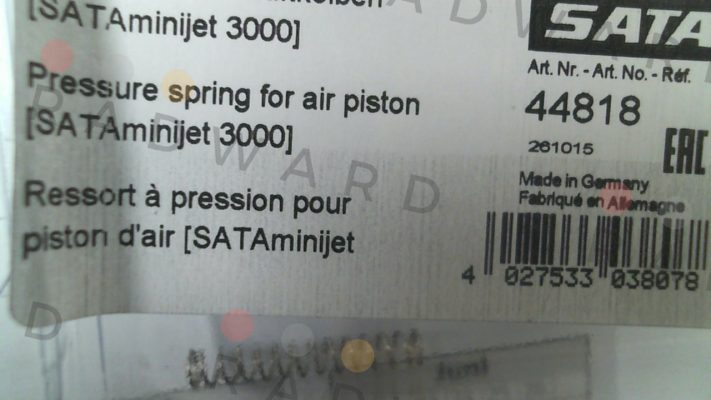 [SATAminijet 3000]
Pressure spring for air piston
[SATAminijet 3000]
Ressort à pression pour
piston d'air [SATAminijet
SATA
Art. Nr. - Art. No. - Réf.
44818
261015
EAC
Made in Germany
Fabriqué en Allemagne
4 027533 038078
RADWARD